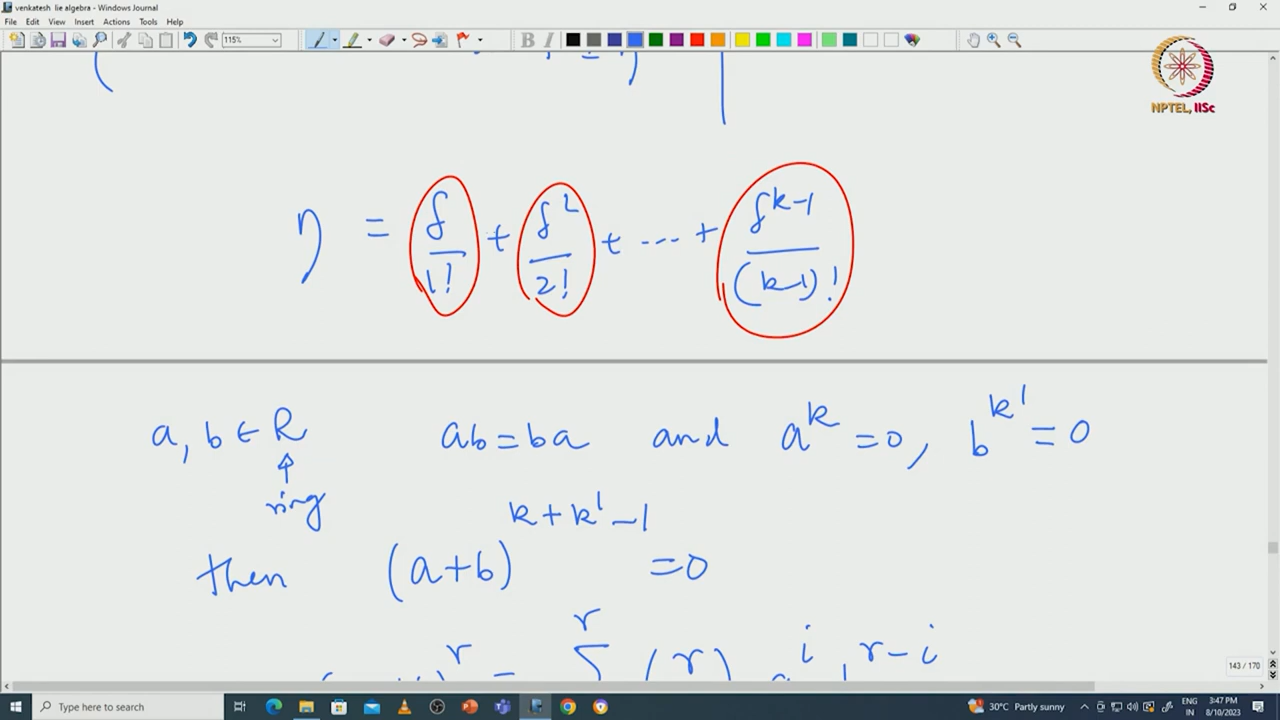 venkatesh lie algebra - Windows Journal
File Edit View Insert Actions Tools Help
115%
B I
NPTEL, IISc
η = f/1! + f²/2! + ... + f^{k-1}/(k-1)!
a, b ∈ R ab = ba and a^k = 0, b^{k'} = 0
↑
ring
then (a+b)^{k+k'-1} = 0
143 / 170
Type here to search
30°C Partly sunny
ENG
IN
3:47 PM
8/10/2023